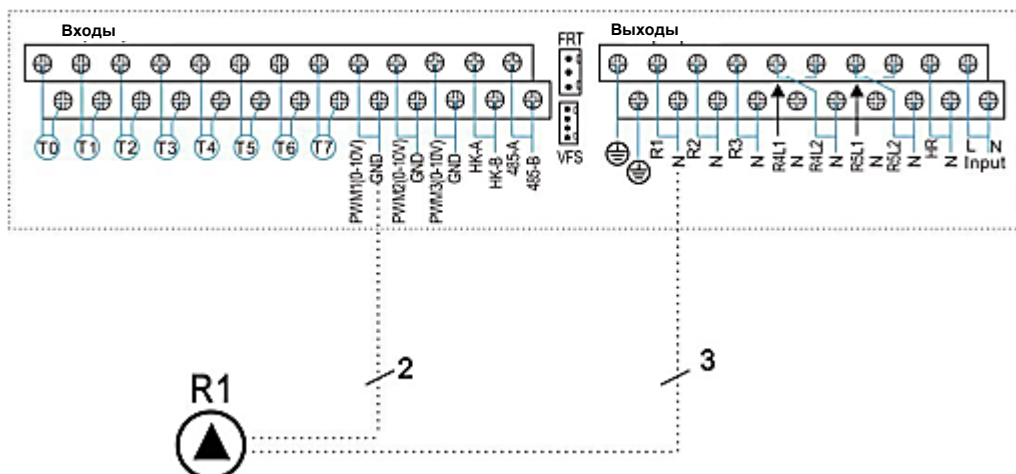 Входы
Выходы
FRT
VFS
T0 T1 T2 T3 T4 T5 T6 T7
PWM1(0-10V)
GND
PWM2(0-10V)
GND
PWM3(0-10V)
GND
HK-A
HK-B
485-A
485-B
R1
N
R2
N
R3
N
R4L1
N
R4L2
N
R5L1
N
R5L2
N
HR
N
L N
Input
2
3
R1